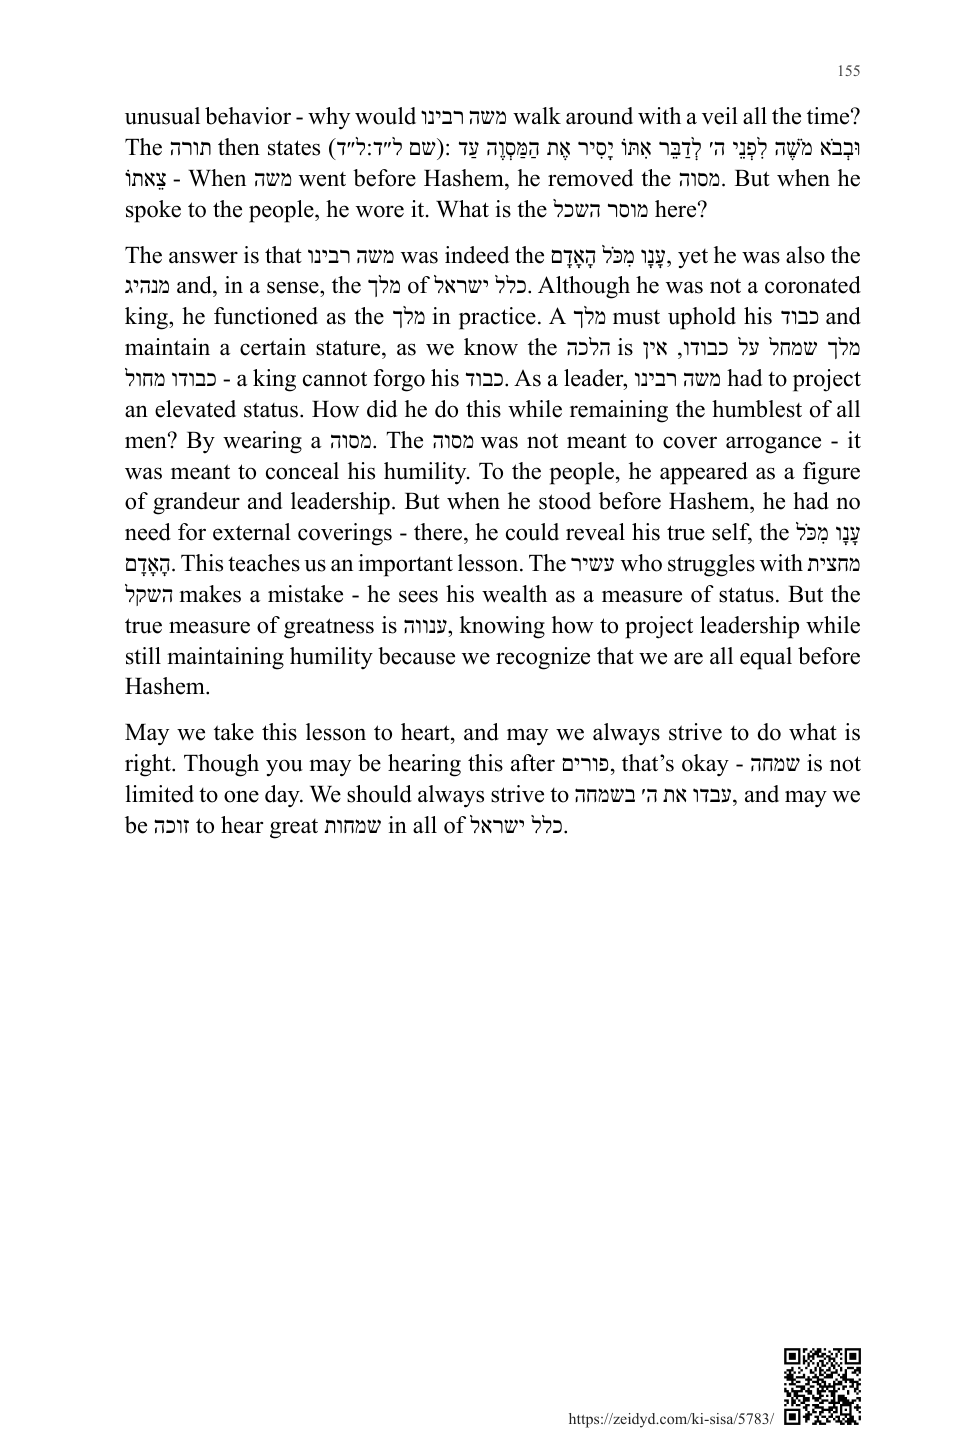 155
unusual behavior - why would משה רבינו walk around with a veil all the time?
The תורה then states (שם ל״ד:ל״ד): וּבְבֹא מֹשֶׁה לִפְנֵי ה׳ לְדַבֵּר אִתּוֹ יָסִיר אֶת הַמַּסְוֶה עַד
צֵאתוֹ - When משה went before Hashem, he removed the מסוה. But when he
spoke to the people, he wore it. What is the מוסר השכל here?
The answer is that משה רבינו was indeed the עָנָו מִכֹּל הָאָדָם, yet he was also the
מנהיג and, in a sense, the מלך of כלל ישראל. Although he was not a coronated
king, he functioned as the מלך in practice. A מלך must uphold his כבוד and
maintain a certain stature, as we know the הלכה is מלך שמחל על כבודו, אין
כבודו מחול - a king cannot forgo his כבוד. As a leader, משה רבינו had to project
an elevated status. How did he do this while remaining the humblest of all
men? By wearing a מסוה. The מסוה was not meant to cover arrogance - it
was meant to conceal his humility. To the people, he appeared as a figure
of grandeur and leadership. But when he stood before Hashem, he had no
need for external coverings - there, he could reveal his true self, the עָנָו מִכֹּל
הָאָדָם. This teaches us an important lesson. The עשיר who struggles with מחצית
השקל makes a mistake - he sees his wealth as a measure of status. But the
true measure of greatness is ענווה, knowing how to project leadership while
still maintaining humility because we recognize that we are all equal before
Hashem.
May we take this lesson to heart, and may we always strive to do what is
right. Though you may be hearing this after פורים, that’s okay - שמחה is not
limited to one day. We should always strive to עבדו את ה׳ בשמחה, and may we
be זוכה to hear great שמחות in all of כלל ישראל.
https://zeidyd.com/ki-sisa/5783/